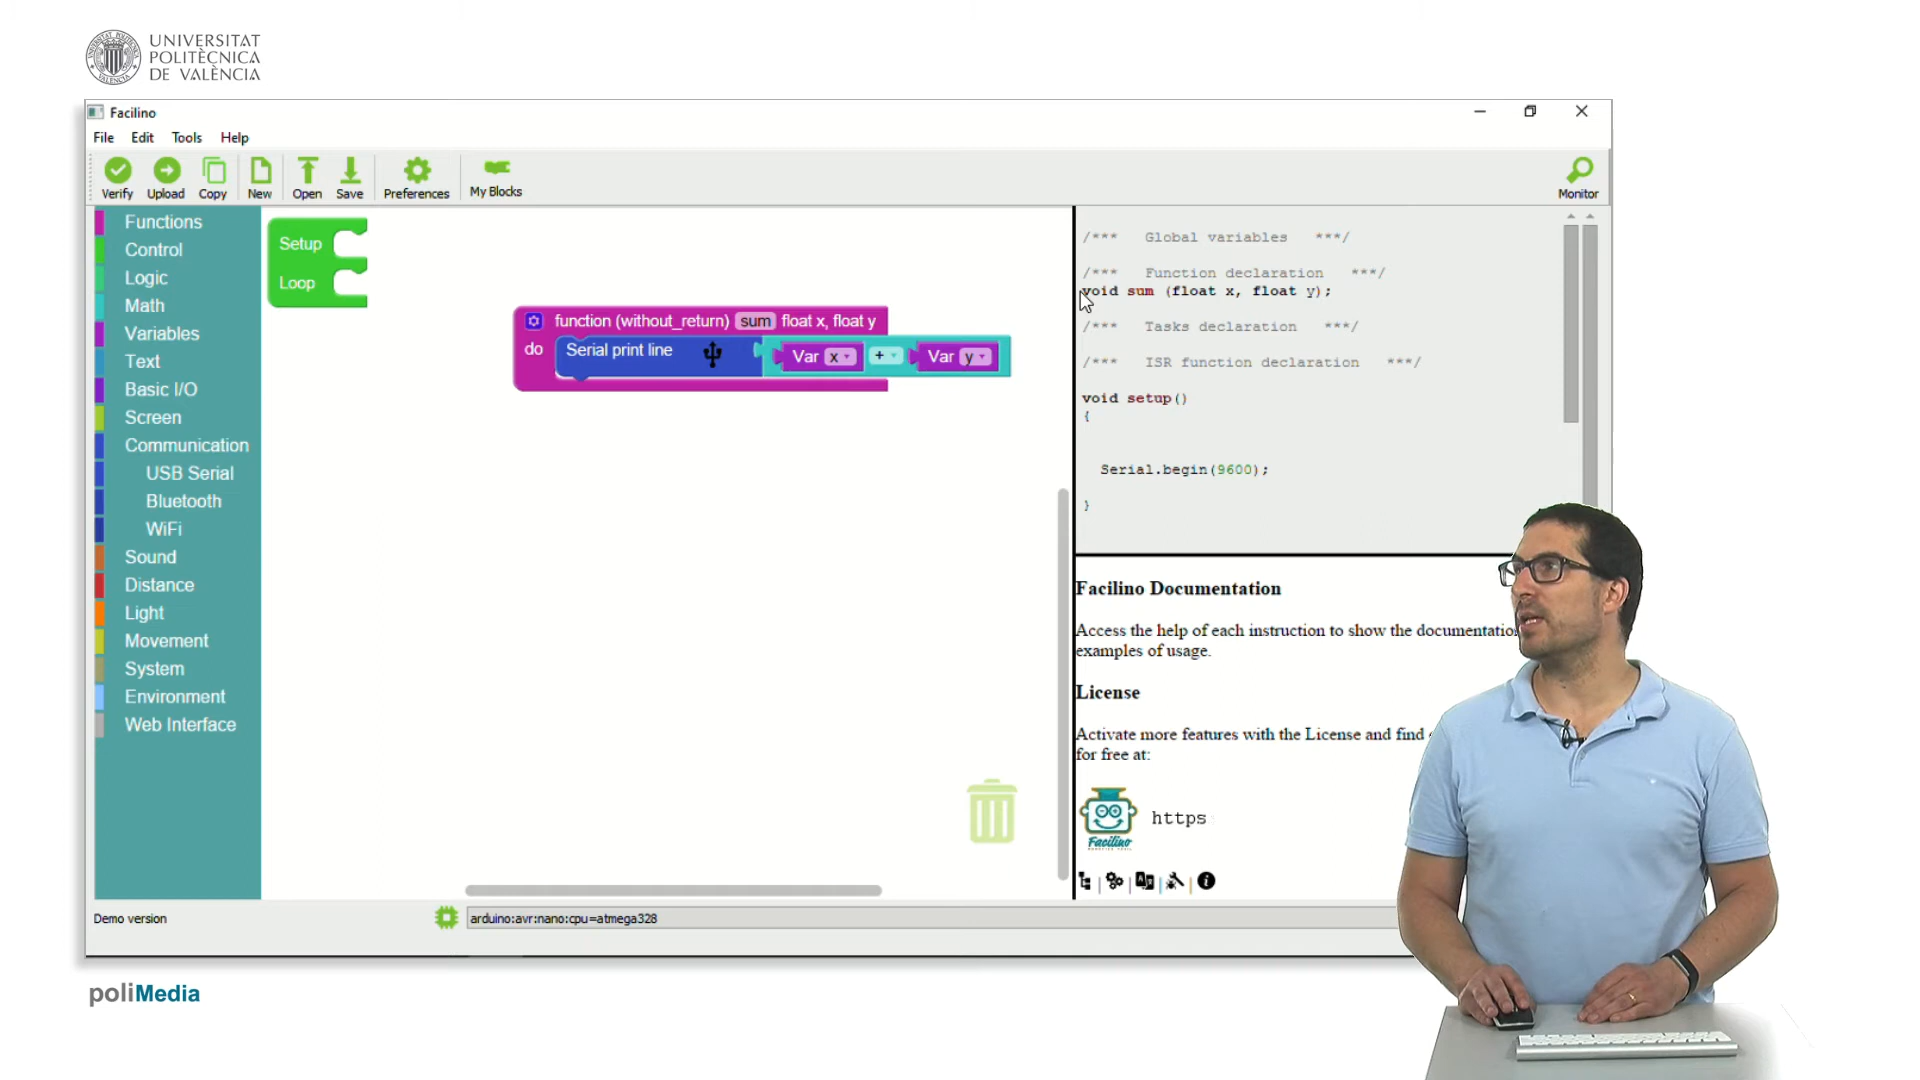 UNIVERSITAT
POLITÈCNICA
DE VALÈNCIA
Facilino
File Edit Tools Help
Verify Upload Copy New Open Save Preferences My Blocks Monitor
Functions
Control
Logic
Math
Variables
Text
Basic I/O
Screen
Communication
USB Serial
Bluetooth
WiFi
Sound
Distance
Light
Movement
System
Environment
Web Interface
Setup
Loop
function (without_return) sum float x, float y
do Serial print line Var x + Var y
/*** Global variables ***/
/*** Function declaration ***/
void sum (float x, float y);
/*** Tasks declaration ***/
/*** ISR function declaration ***/
void setup()
{
Serial.begin(9600);
}
Facilino Documentation
Access the help of each instruction to show the
examples of usage.
License
Activate more features with the License and find
for free at:
Facilino
https
Demo version
arduino:avr:nano:cpu=atmega328
poliMedia